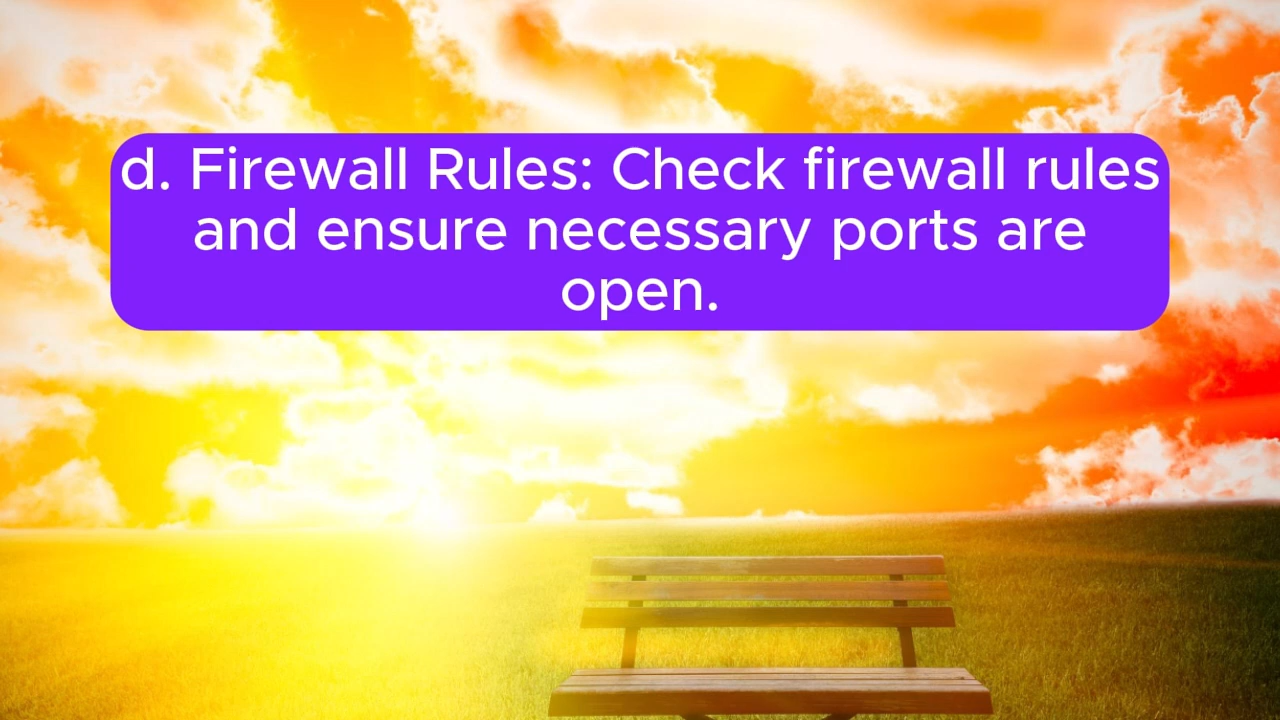 d. Firewall Rules: Check firewall rules
and ensure necessary ports are
open.